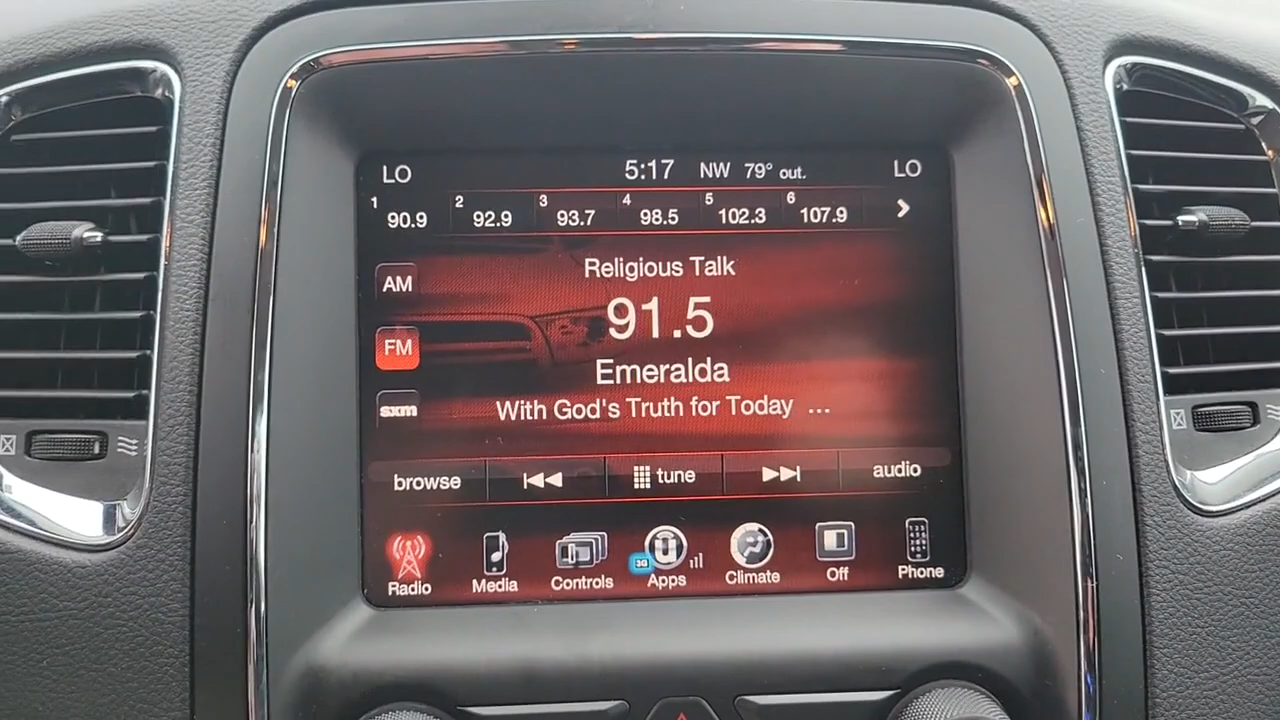 LO 5:17 NW 79° out. LO
1 90.9 2 92.9 3 93.7 4 98.5 5 102.3 6 107.9
AM
Religious Talk
91.5
FM
Emeralda
sxm
With God's Truth for Today ...
browse tune audio
3G
Radio Media Controls Apps Climate Off Phone